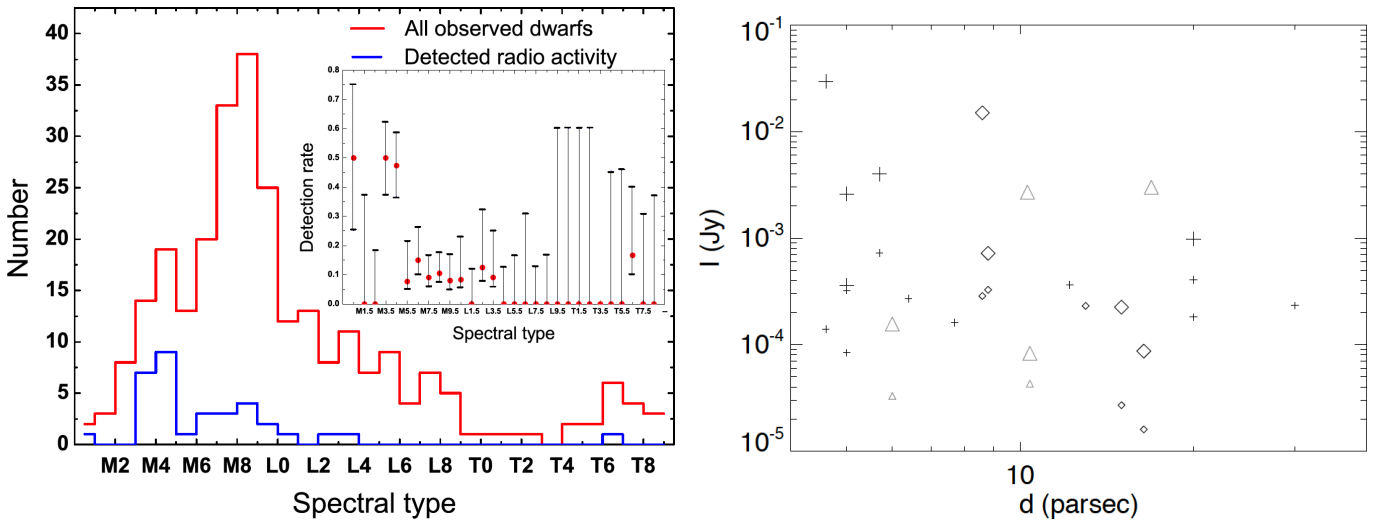 All observed dwarfs
Detected radio activity
40
35
30
25
20
15
10
5
0
Number
M2 M4 M6 M8 L0 L2 L4 L6 L8 T0 T2 T4 T6 T8
Spectral type
0.8
0.7
0.6
0.5
0.4
0.3
0.2
0.1
0.0
Detection rate
M1.5 M3.5 M5.5 M7.5 M9.5 L1.5 L3.5 L5.5 L7.5 L9.5 T1.5 T3.5 T5.5 T7.5 --
Spectral type
10-1
10-2
10-3
10-4
10-5
I (Jy)
10
d (parsec)